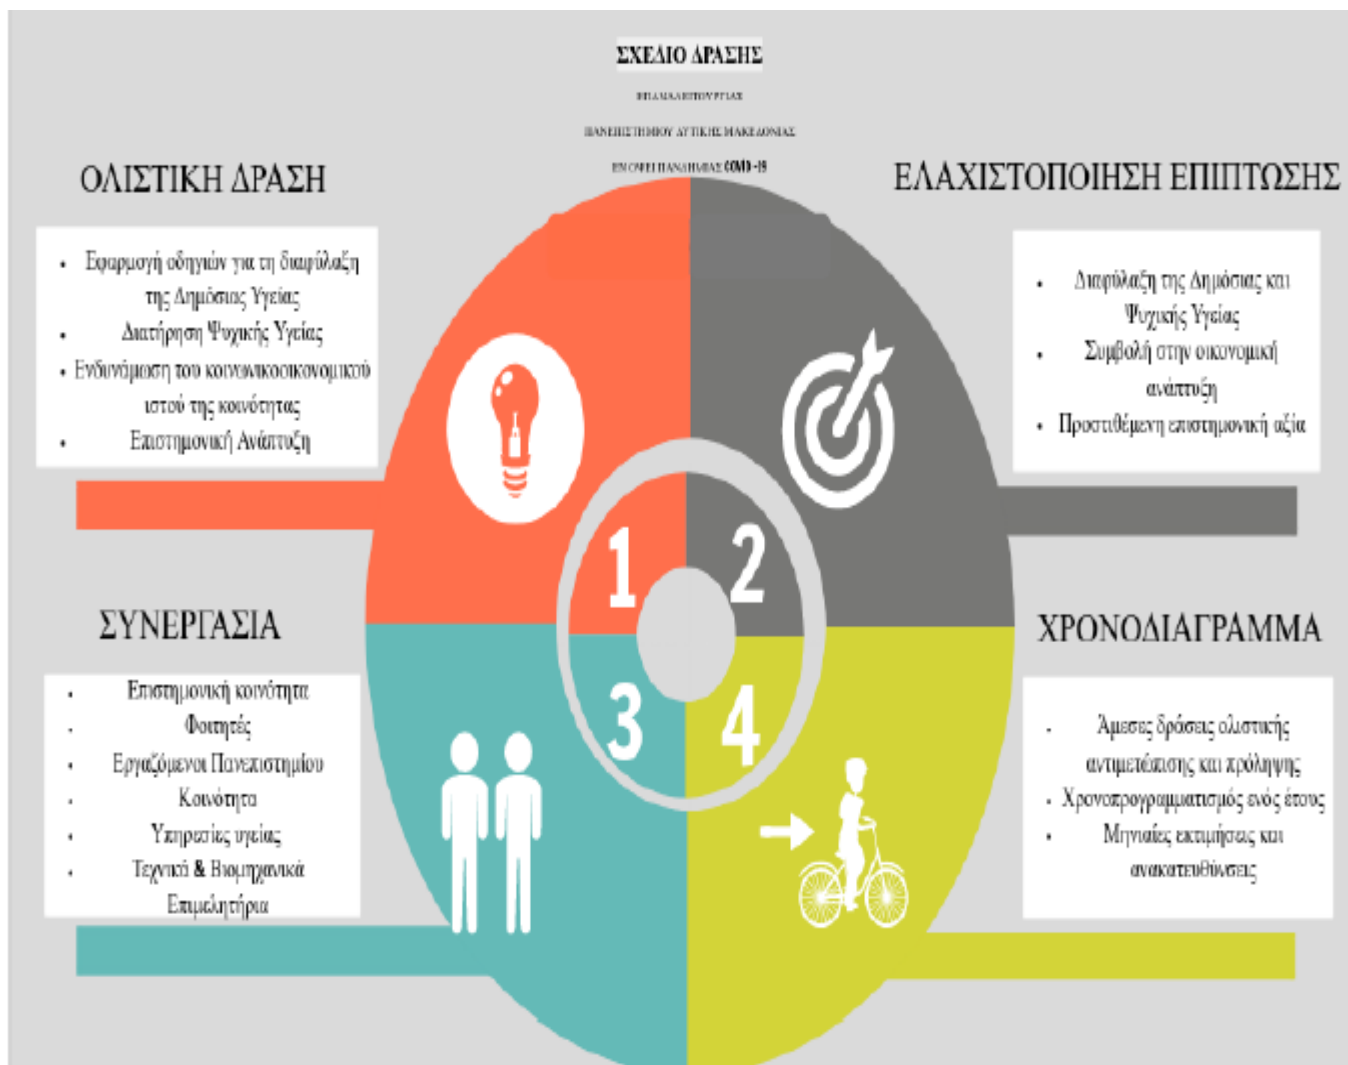 ΣΧΕΔΙΟ ΔΡΑΣΗΣ
ΕΠΑΝΑΛΕΙΤΟΥΡΓΙΑΣ
ΠΑΝΕΠΙΣΤΗΜΙΟΥ ΔΥΤΙΚΗΣ ΜΑΚΕΔΟΝΙΑΣ
ΕΝ ΟΨΕΙ ΠΑΝΔΗΜΙΑΣ COVID -19
ΟΛΙΣΤΙΚΗ ΔΡΑΣΗ
• Εφαρμογή οδηγιών για τη διαφύλαξη
της Δημόσιας Υγείας
• Διατήρηση Ψυχικής Υγείας
• Ενδυνάμωση του κοινωνικοοικονομικού
ιστού της κοινότητας
• Επιστημονική Ανάπτυξη
ΕΛΑΧΙΣΤΟΠΟΙΗΣΗ ΕΠΙΠΤΩΣΗΣ
• Διαφύλαξη της Δημόσιας και
Ψυχικής Υγείας
• Συμβολή στην οικονομική
ανάπτυξη
• Προστιθέμενη επιστημονική αξία
1
2
3
4
ΣΥΝΕΡΓΑΣΙΑ
• Επιστημονική κοινότητα
• Φοιτητές
• Εργαζόμενοι Πανεπιστημίου
• Κοινότητα
• Υπηρεσίες υγείας
• Τεχνικά & Βιομηχανικά
Επιμελητήρια
ΧΡΟΝΟΔΙΑΓΡΑΜΜΑ
• Άμεσες δράσεις ολιστικής
αντιμετώπισης και πρόληψης
• Χρονοπρογραμματισμός ενός έτους
• Μηνιαίες εκτιμήσεις και
ανακατευθύνσεις